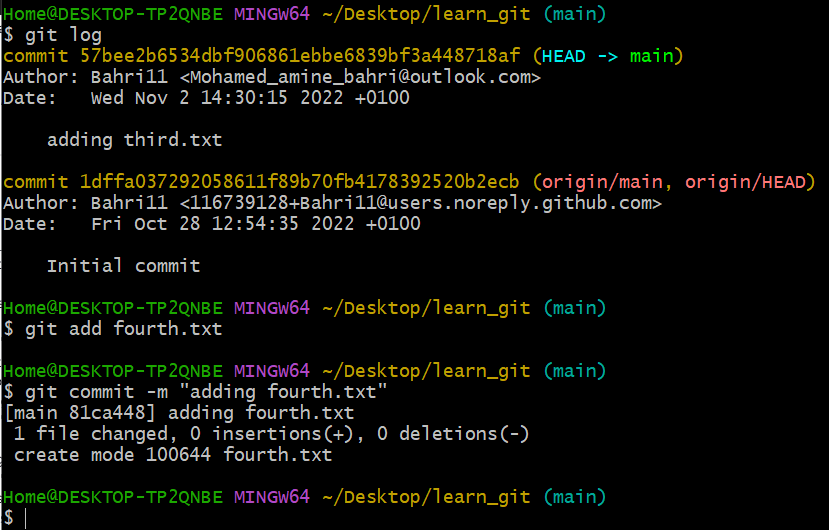 Home@DESKTOP-TP2QNBE MINGW64 ~/Desktop/learn_git (main)
$ git log
commit 57bee2b6534dbf906861ebbe6839bf3a448718af (HEAD -> main)
Author: Bahri11 <Mohamed_amine_bahri@outlook.com>
Date:   Wed Nov 2 14:30:15 2022 +0100
    adding third.txt
commit 1dffa037292058611f89b70fb4178392520b2ecb (origin/main, origin/HEAD)
Author: Bahri11 <116739128+Bahri11@users.noreply.github.com>
Date:   Fri Oct 28 12:54:35 2022 +0100
    Initial commit
Home@DESKTOP-TP2QNBE MINGW64 ~/Desktop/learn_git (main)
$ git add fourth.txt
Home@DESKTOP-TP2QNBE MINGW64 ~/Desktop/learn_git (main)
$ git commit -m "adding fourth.txt"
[main 81ca448] adding fourth.txt
 1 file changed, 0 insertions(+), 0 deletions(-)
 create mode 100644 fourth.txt
Home@DESKTOP-TP2QNBE MINGW64 ~/Desktop/learn_git (main)
$